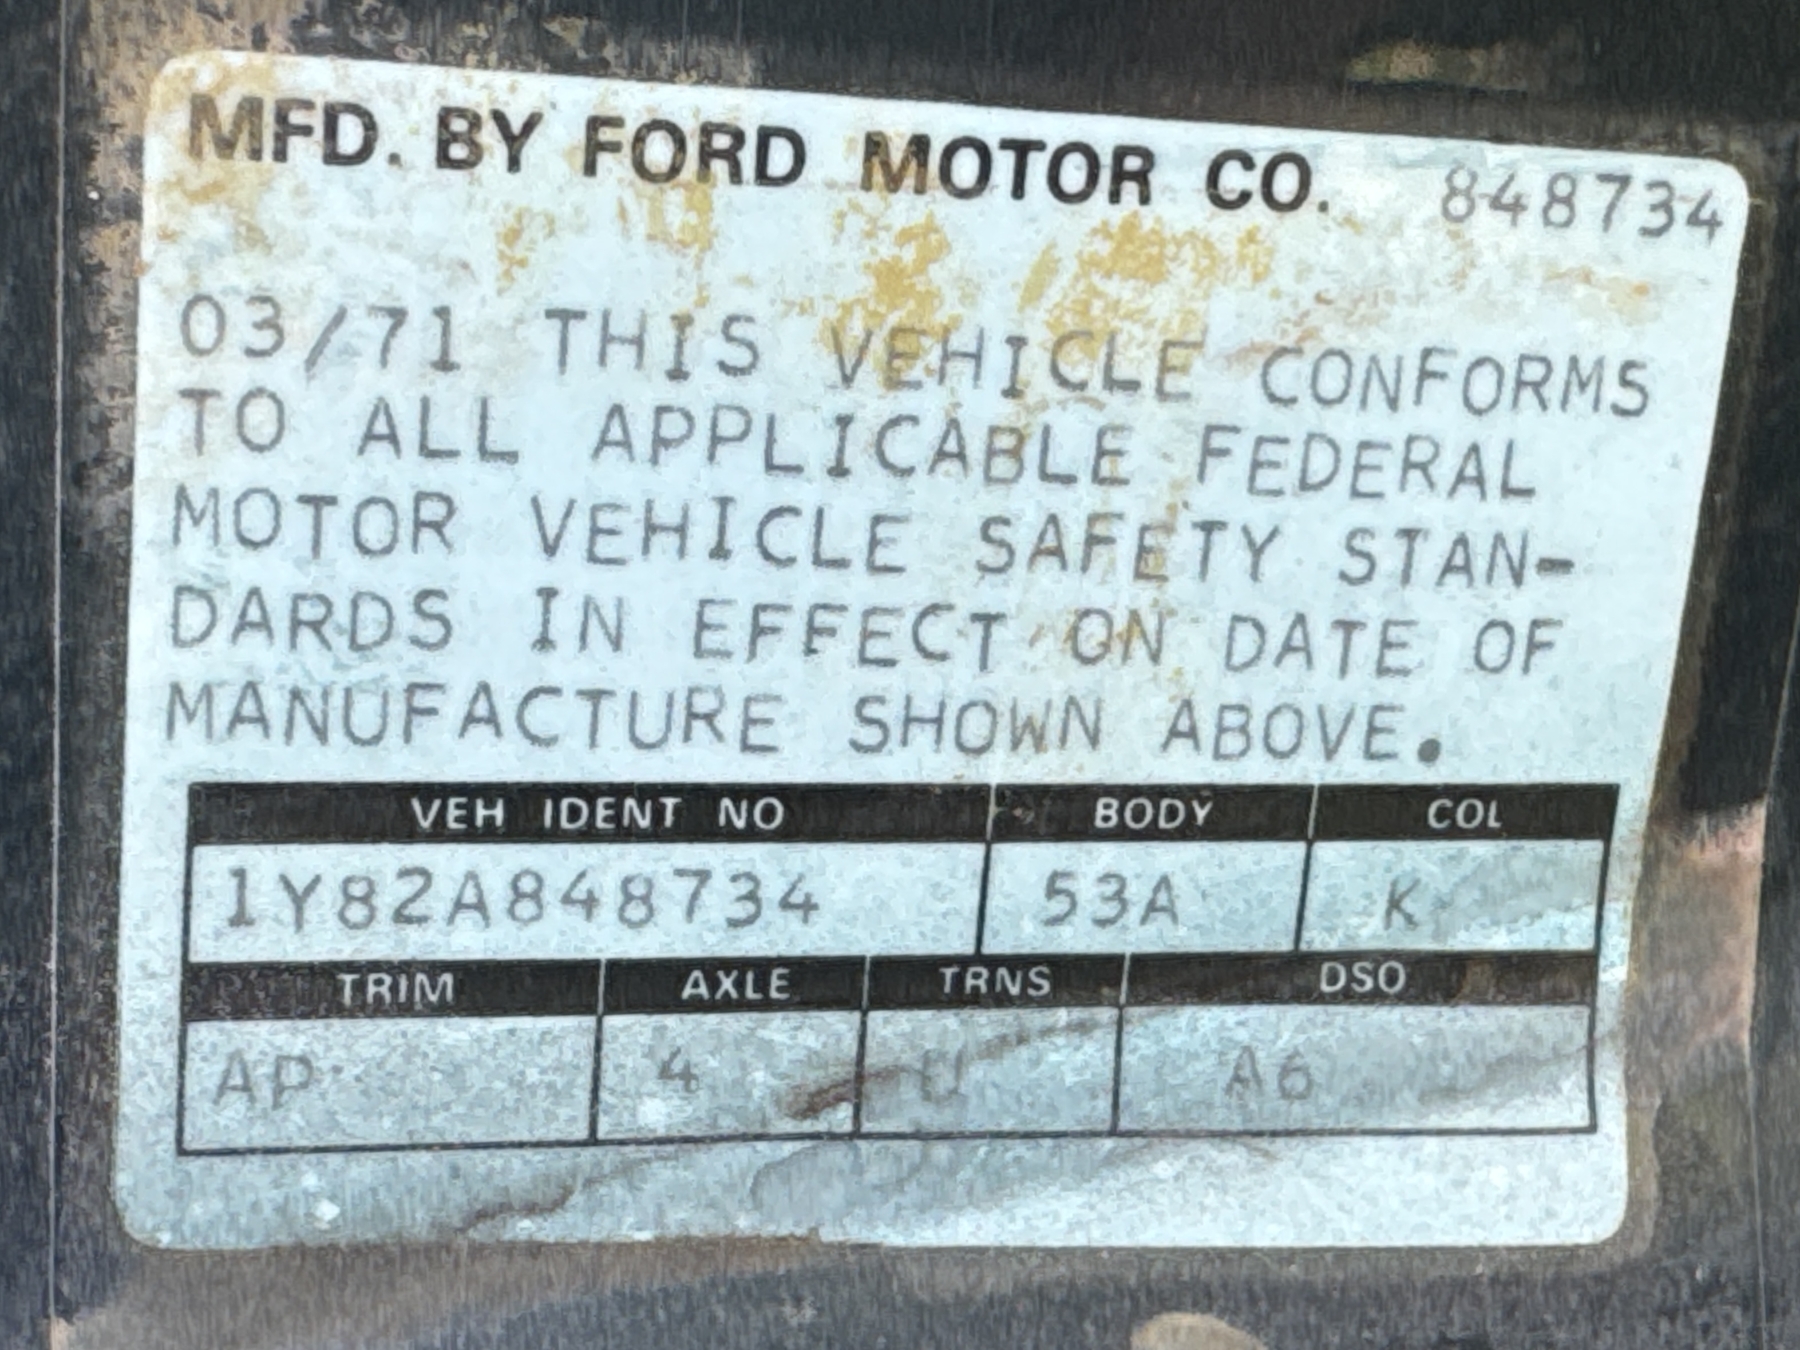 MFD. BY FORD MOTOR CO. 848734
03/71 THIS VEHICLE CONFORMS
TO ALL APPLICABLE FEDERAL
MOTOR VEHICLE SAFETY STAN-
DARDS IN EFFECT ON DATE OF
MANUFACTURE SHOWN ABOVE.
VEH IDENT NO BODY COL
1Y82A848734 53A K
TRIM AXLE TRNS DSO
AP 4 U A6